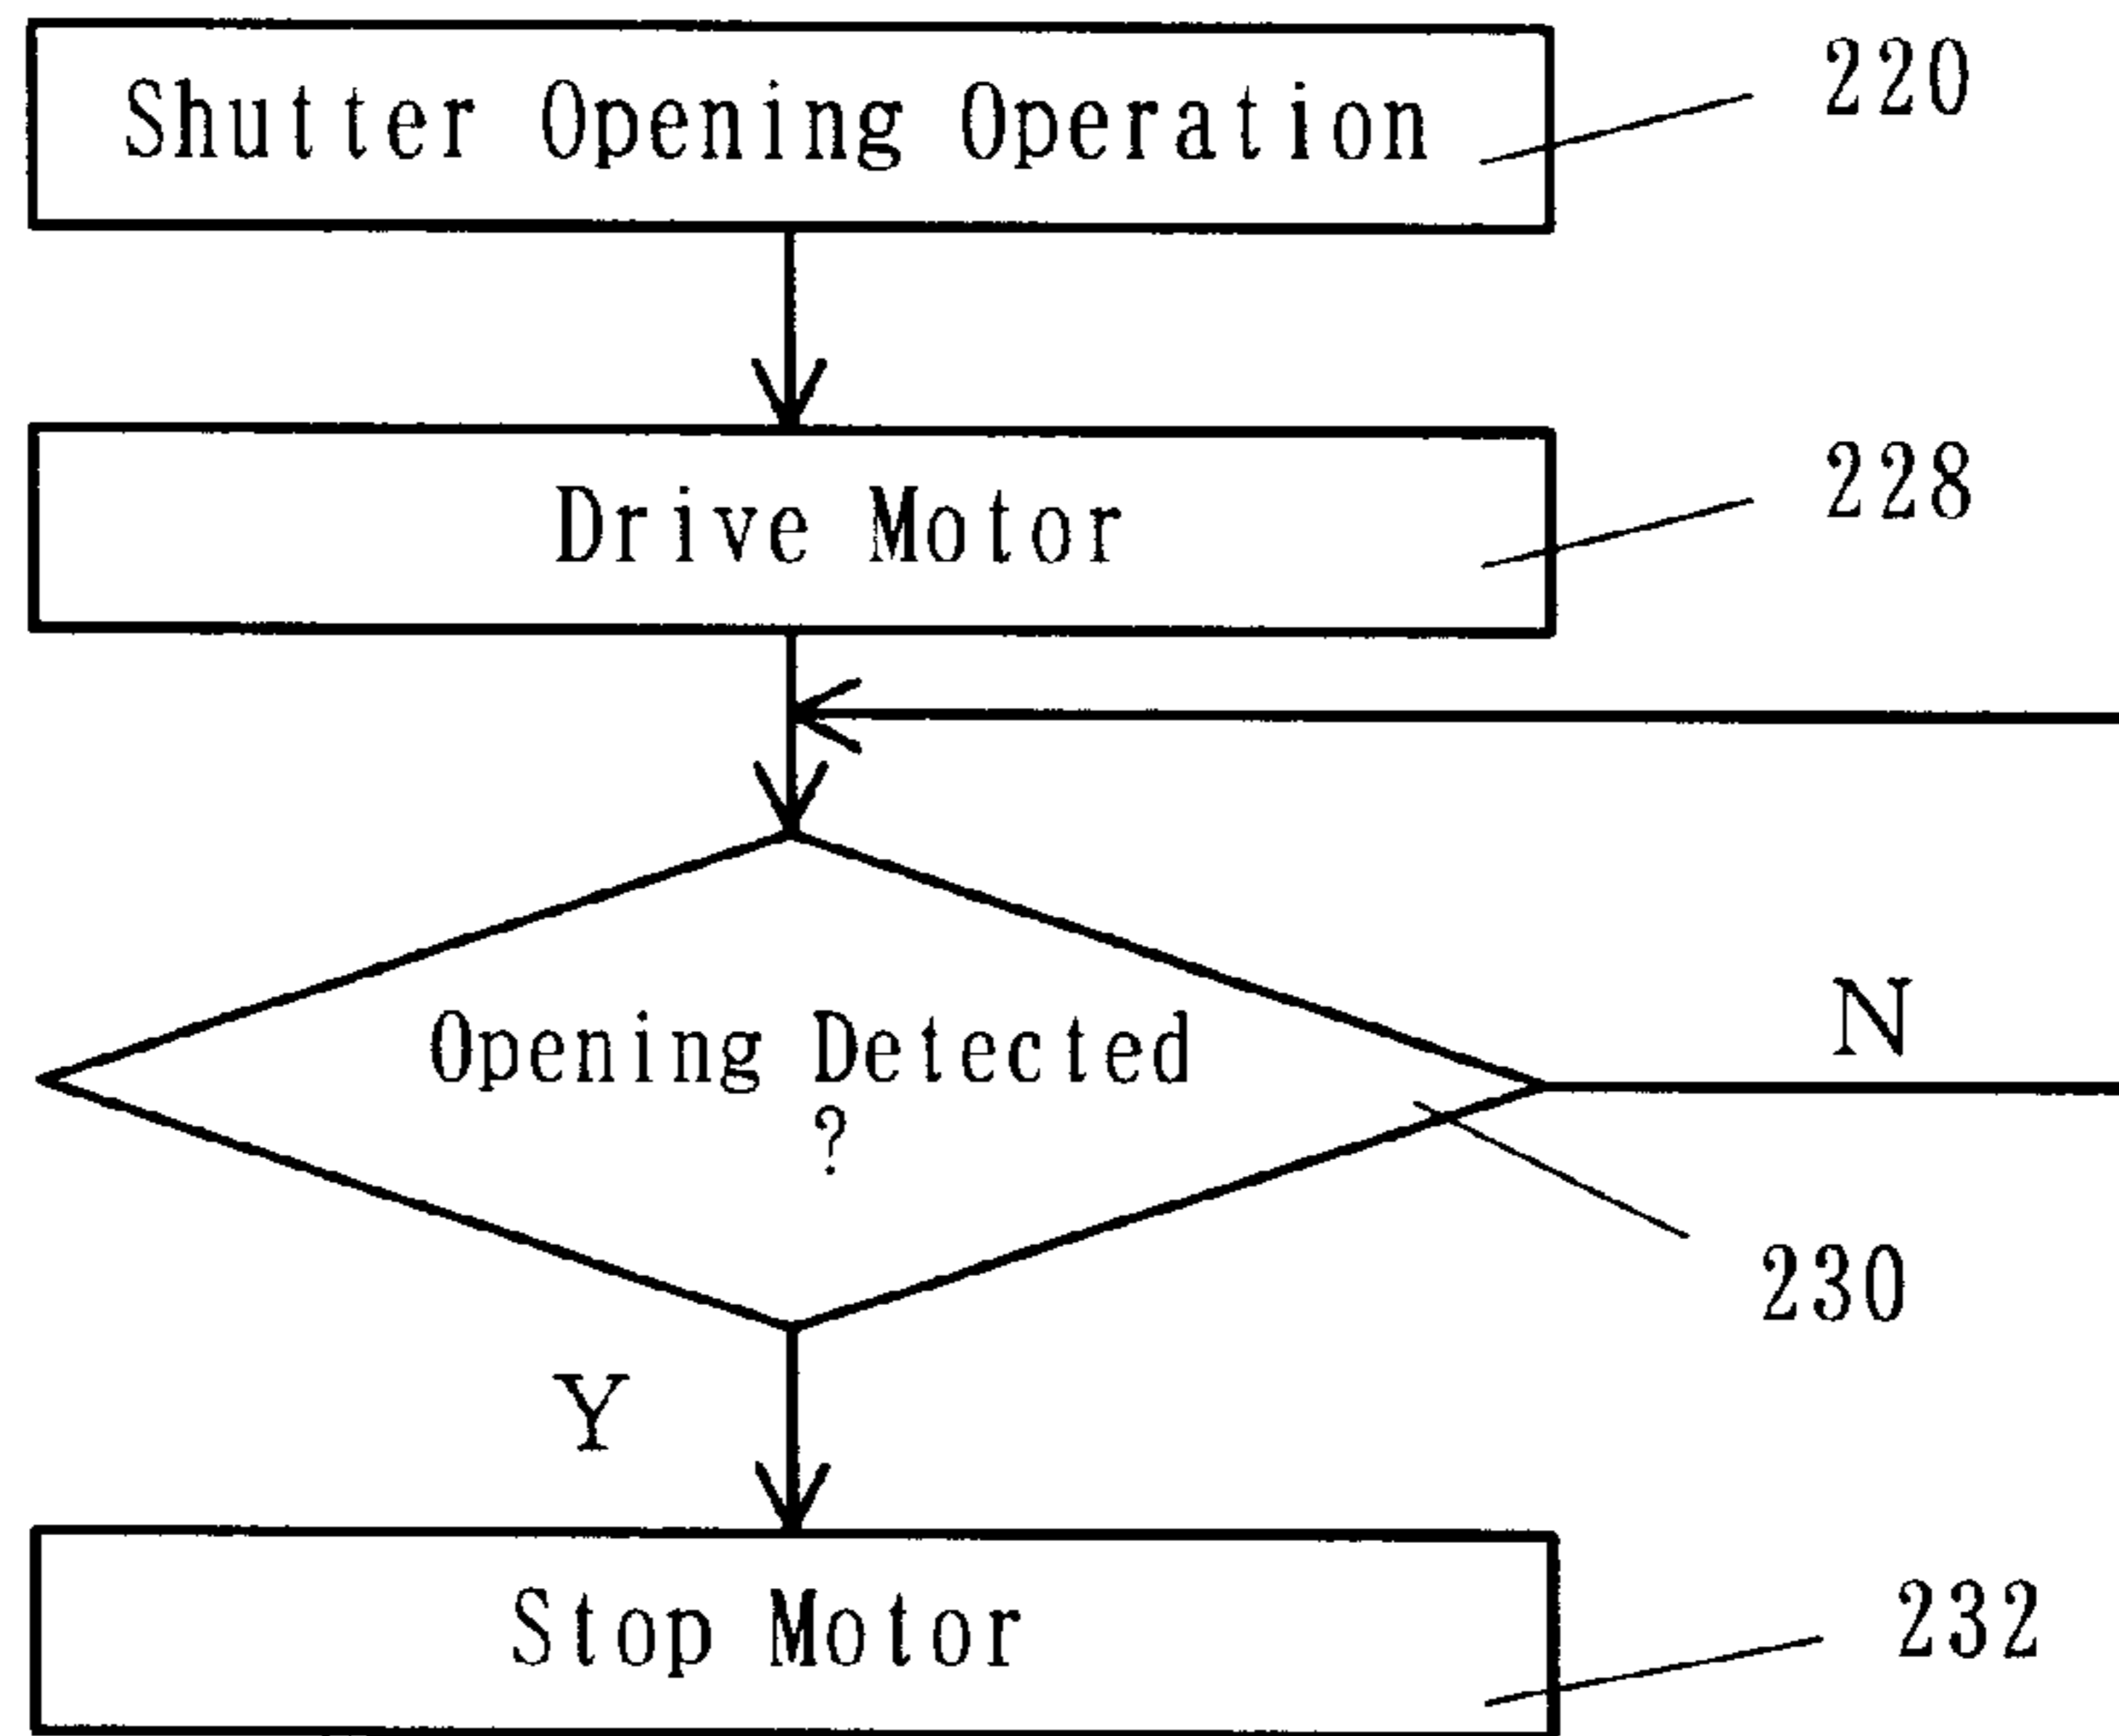 Shutter Opening Operation
220
Drive Motor
228
Opening Detected
?
N
230
Y
Stop Motor
232